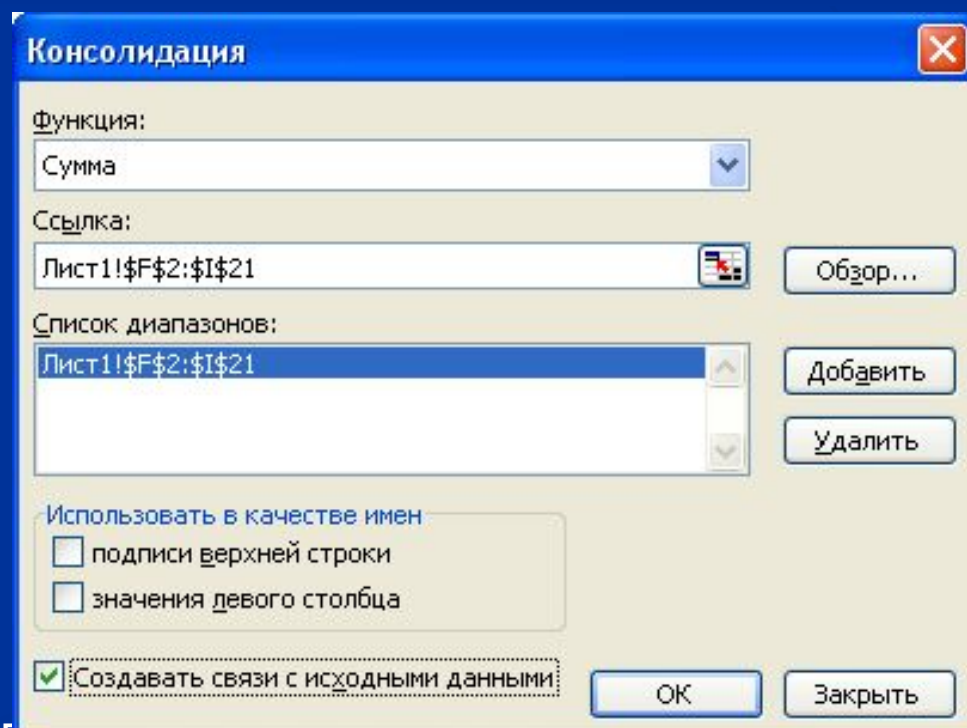 Консолидация
Функция:
Сумма
Ссылка:
Лист1!$F$2:$I$21
Обзор...
Список диапазонов:
Лист1!$F$2:$I$21
Добавить
Удалить
Использовать в качестве имен
подписи верхней строки
значения левого столбца
Создавать связи с исходными данными
ОК
Закрыть